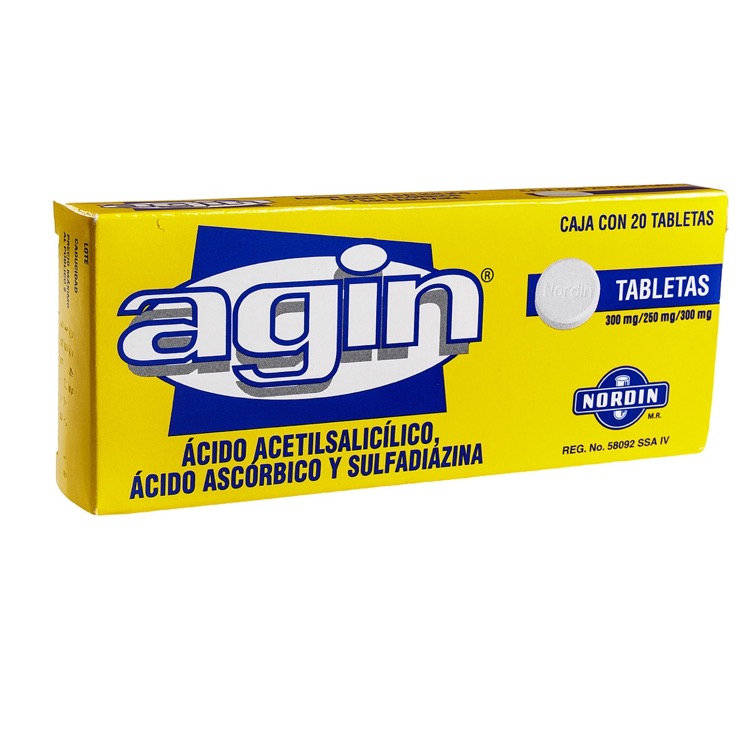 CAJA CON 20 TABLETAS
agin®
Nordin
TABLETAS
300 mg/250 mg/300 mg
NORDIN
M.R.
ÁCIDO ACETILSALICÍLICO,
ÁCIDO ASCÓRBICO Y SULFADIÁZINA
REG. No. 58092 SSA IV
LOTE
CADUCIDAD